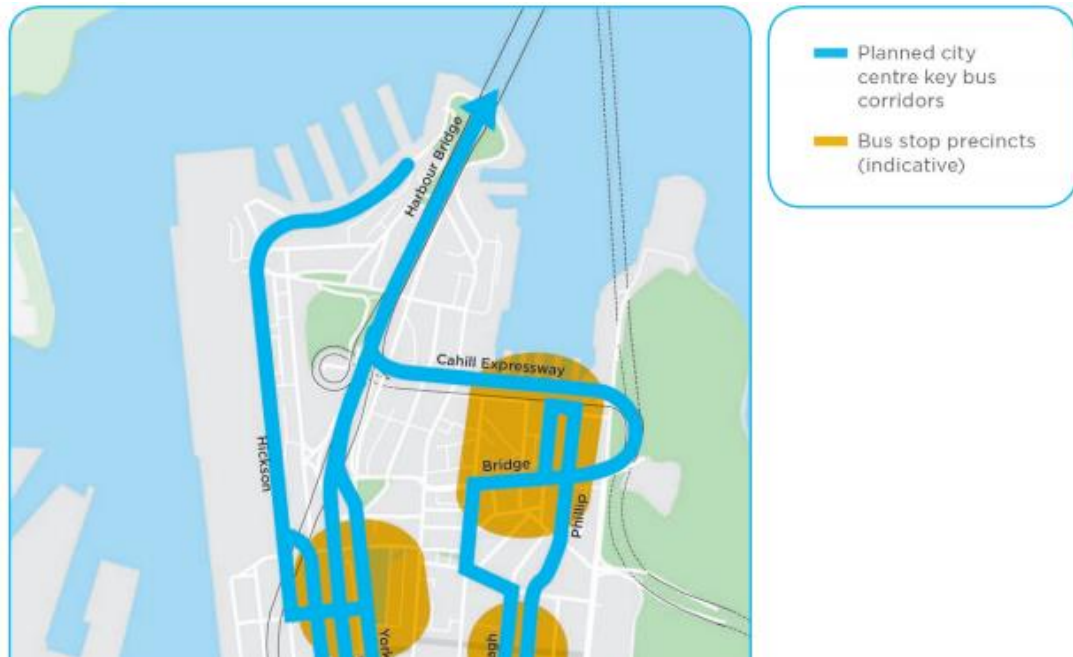 Planned city
centre key bus
corridors
Bus stop precincts
(indicative)
Harbour Bridge
Cahill Expressway
Hickson
Bridge
Phillip
York